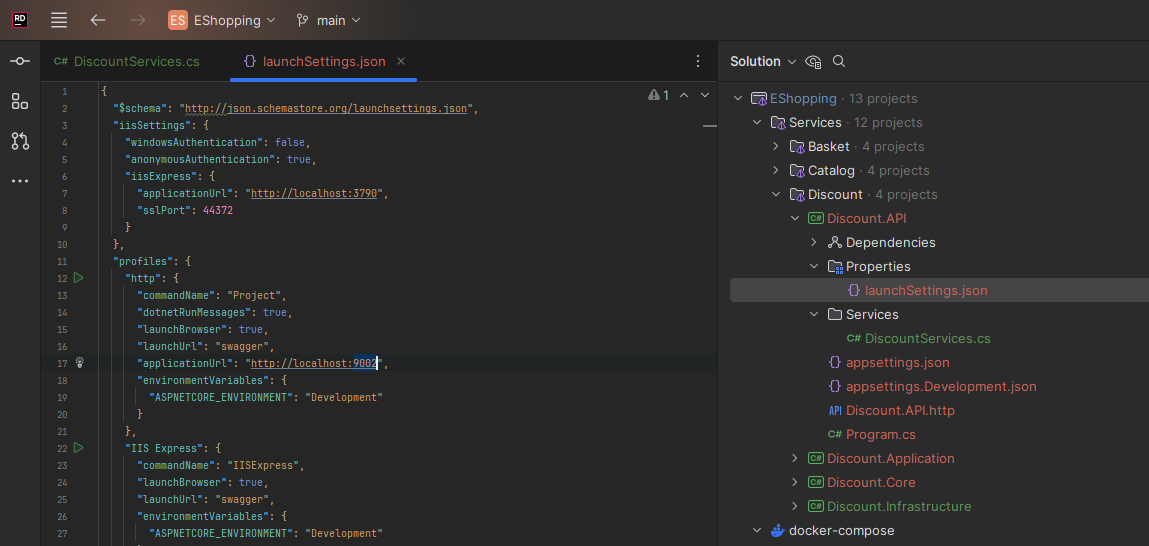 RD
ES EShopping
main
C# DiscountServices.cs
{} launchSettings.json
1
1 {
2 "$schema": "http://json.schemastore.org/launchsettings.json",
3 "iisSettings": {
4 "windowsAuthentication": false,
5 "anonymousAuthentication": true,
6 "iisExpress": {
7 "applicationUrl": "http://localhost:3790",
8 "sslPort": 44372
9 }
10 },
11 "profiles": {
12 "http": {
13 "commandName": "Project",
14 "dotnetRunMessages": true,
15 "launchBrowser": true,
16 "launchUrl": "swagger",
17 "applicationUrl": "http://localhost:9002",
18 "environmentVariables": {
19 "ASPNETCORE_ENVIRONMENT": "Development"
20 }
21 },
22 "IIS Express": {
23 "commandName": "IISExpress",
24 "launchBrowser": true,
25 "launchUrl": "swagger",
26 "environmentVariables": {
27 "ASPNETCORE_ENVIRONMENT": "Development"
Solution
EShopping · 13 projects
Services · 12 projects
Basket · 4 projects
Catalog · 4 projects
Discount · 4 projects
C# Discount.API
Dependencies
Properties
{} launchSettings.json
Services
C# DiscountServices.cs
{} appsettings.json
{} appsettings.Development.json
API Discount.API.http
C# Program.cs
C# Discount.Application
C# Discount.Core
C# Discount.Infrastructure
docker-compose